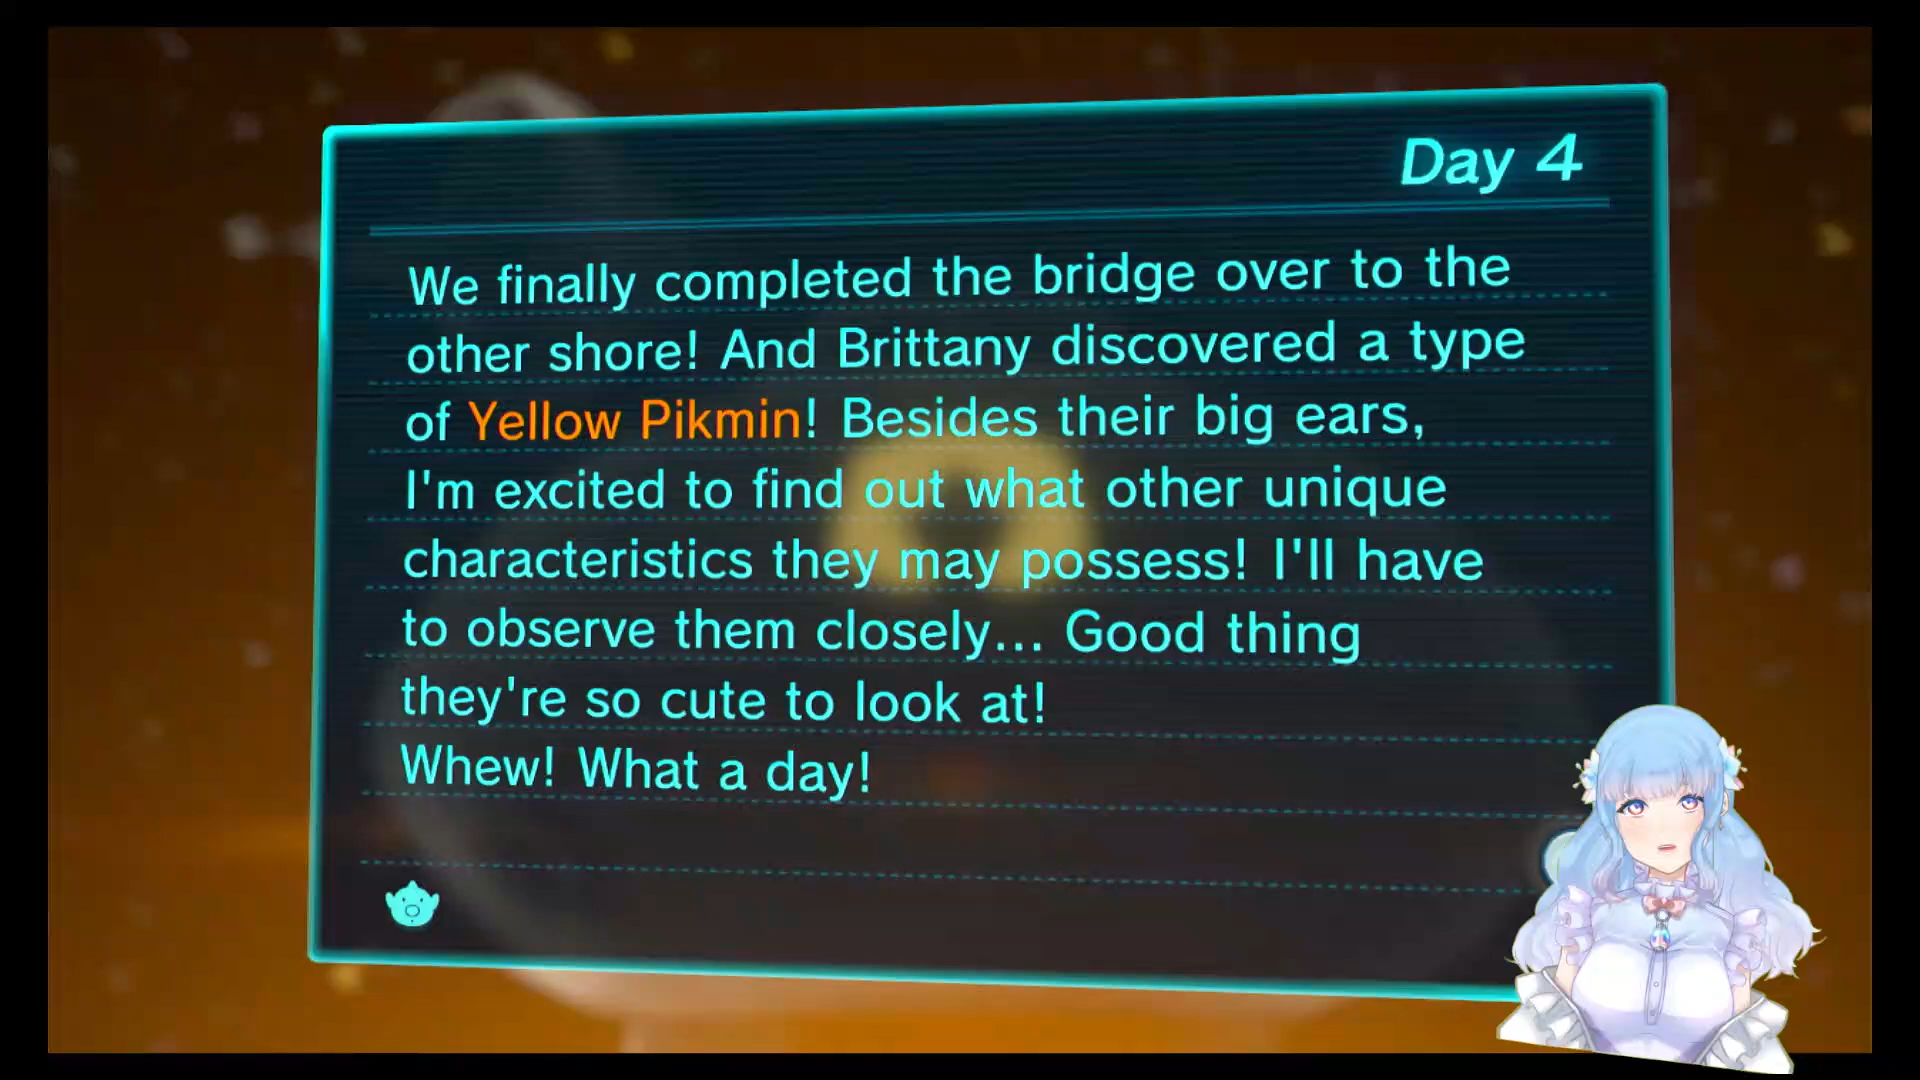 Day 4
We finally completed the bridge over to the
other shore! And Brittany discovered a type
of Yellow Pikmin! Besides their big ears,
I'm excited to find out what other unique
characteristics they may possess! I'll have
to observe them closely... Good thing
they're so cute to look at!
Whew! What a day!